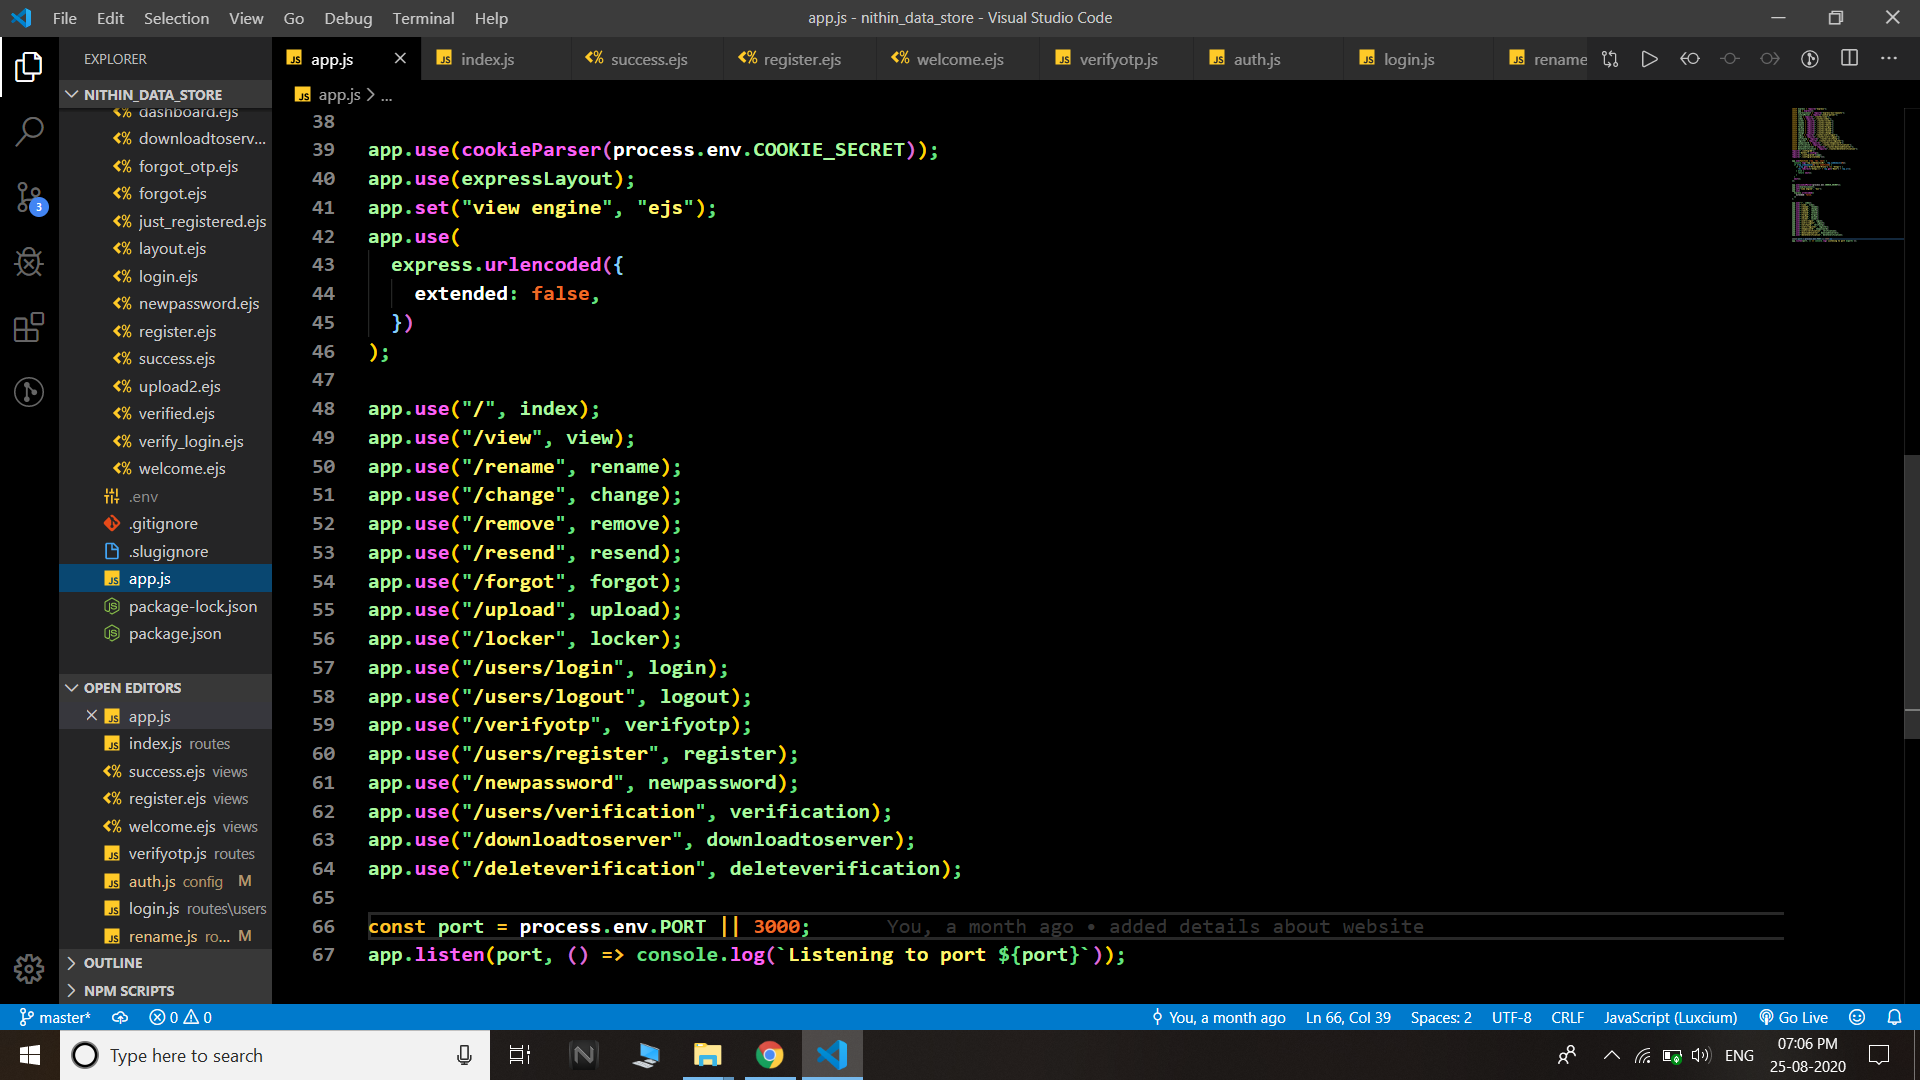 File Edit Selection View Go Debug Terminal Help
app.js - nithin_data_store - Visual Studio Code
EXPLORER
app.js
index.js
success.ejs
register.ejs
welcome.ejs
verifyotp.js
auth.js
login.js
rename
NITHIN_DATA_STORE
app.js > ...
dashboard.ejs
downloadtoserv...
forgot_otp.ejs
forgot.ejs
just_registered.ejs
layout.ejs
login.ejs
newpassword.ejs
register.ejs
success.ejs
upload2.ejs
verified.ejs
verify_login.ejs
welcome.ejs
.env
.gitignore
.slugignore
app.js
package-lock.json
package.json
3
OPEN EDITORS
app.js
index.js routes
success.ejs views
register.ejs views
welcome.ejs views
verifyotp.js routes
auth.js config M
login.js routes\users
rename.js ro... M
OUTLINE
NPM SCRIPTS
38
39 app.use(cookieParser(process.env.COOKIE_SECRET));
40 app.use(expressLayout);
41 app.set("view engine", "ejs");
42 app.use(
43 express.urlencoded({
44 extended: false,
45 })
46 );
47
48 app.use("/", index);
49 app.use("/view", view);
50 app.use("/rename", rename);
51 app.use("/change", change);
52 app.use("/remove", remove);
53 app.use("/resend", resend);
54 app.use("/forgot", forgot);
55 app.use("/upload", upload);
56 app.use("/locker", locker);
57 app.use("/users/login", login);
58 app.use("/users/logout", logout);
59 app.use("/verifyotp", verifyotp);
60 app.use("/users/register", register);
61 app.use("/newpassword", newpassword);
62 app.use("/users/verification", verification);
63 app.use("/downloadtoserver", downloadtoserver);
64 app.use("/deleteverification", deleteverification);
65
66 const port = process.env.PORT || 3000; You, a month ago • added details about website
67 app.listen(port, () => console.log(`Listening to port ${port}`));
master* 0 0
You, a month ago Ln 66, Col 39 Spaces: 2 UTF-8 CRLF JavaScript (Luxcium) Go Live
Type here to search
ENG
07:06 PM
25-08-2020